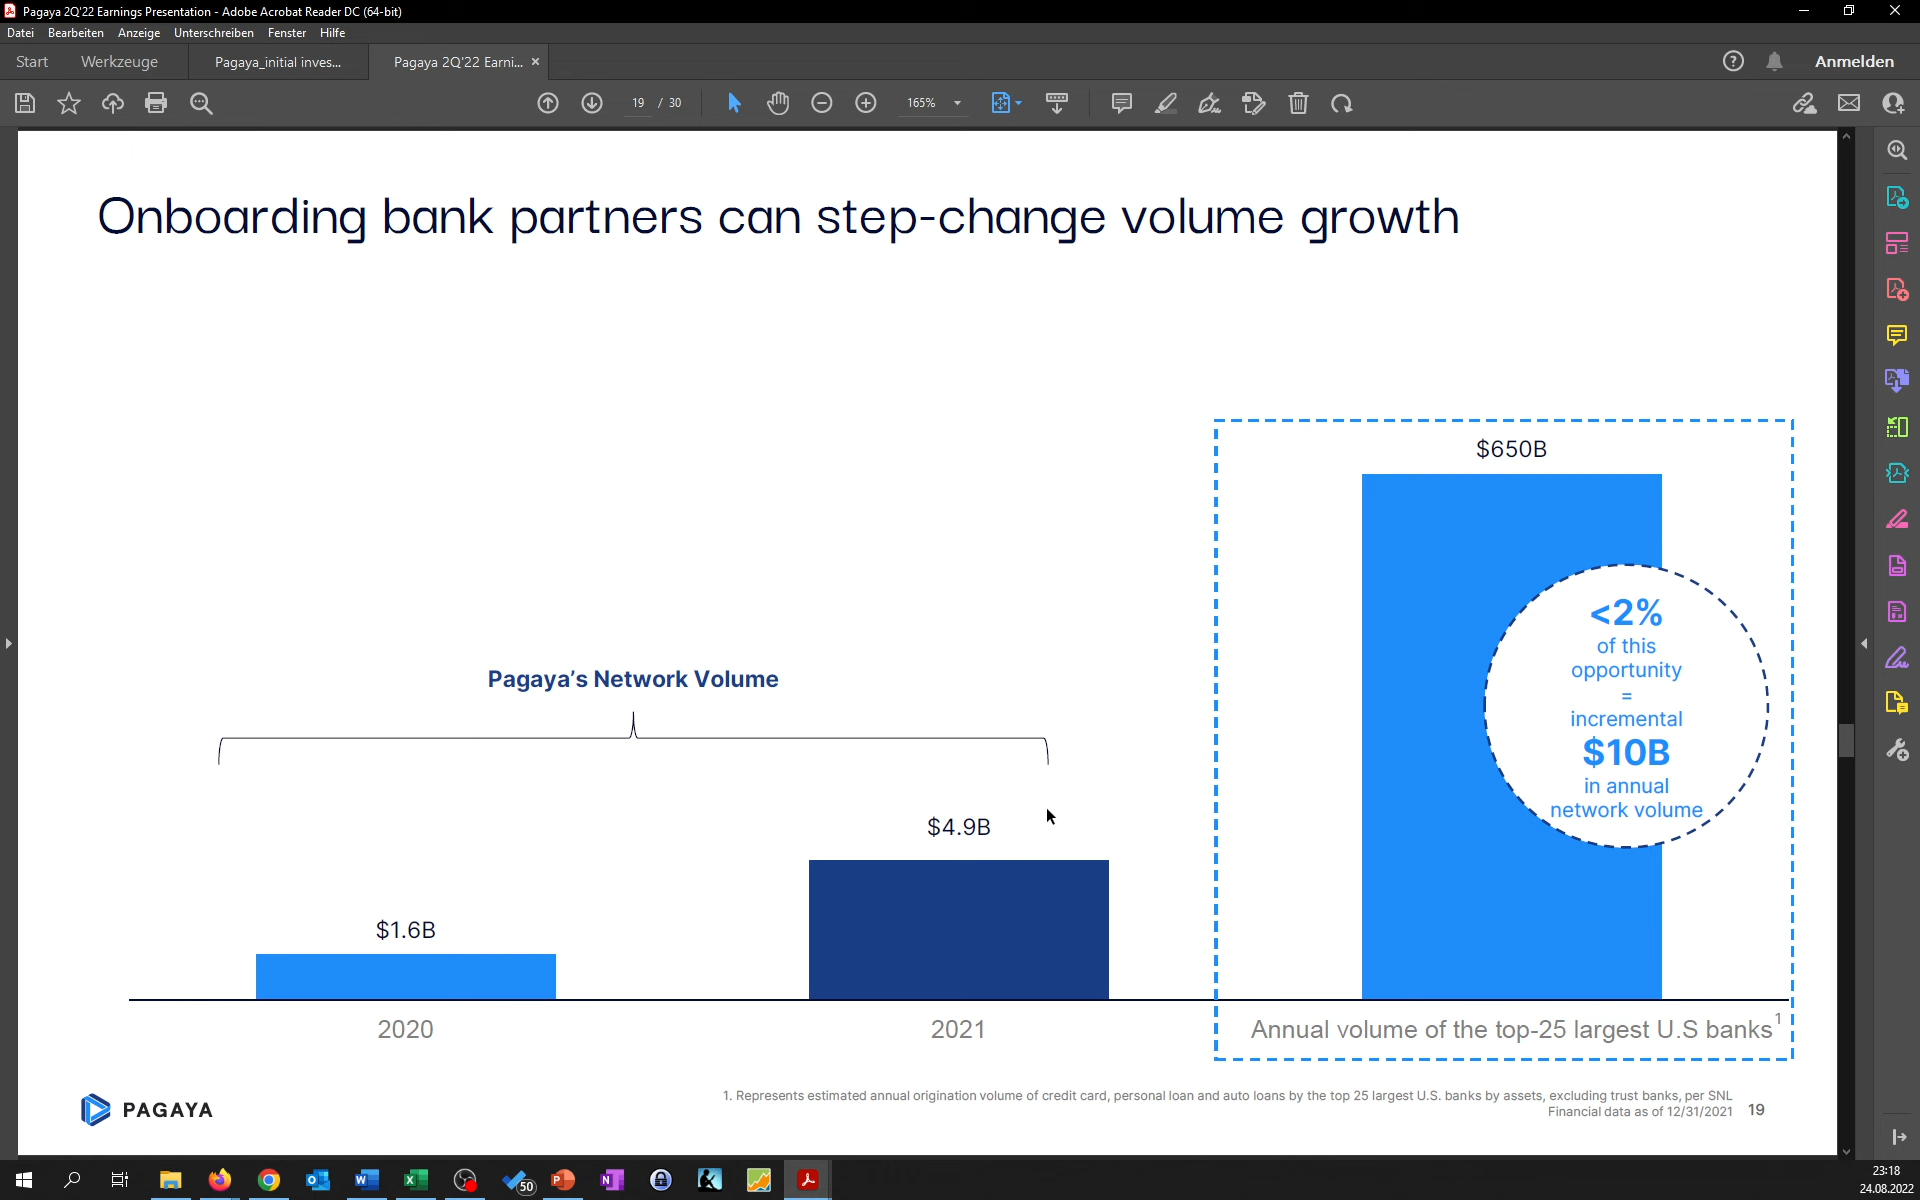 Pagaya 2Q'22 Earnings Presentation - Adobe Acrobat Reader DC (64-bit)
Datei Bearbeiten Anzeige Unterschreiben Fenster Hilfe
Start Werkzeuge Pagaya_initial inves... Pagaya 2Q'22 Earni... Anmelden
19 / 30 165%
Onboarding bank partners can step-change volume growth
$650B
<2%
of this
opportunity
=
incremental
$10B
in annual
network volume
Pagaya's Network Volume
$4.9B
$1.6B
2020 2021 Annual volume of the top-25 largest U.S banks1
1. Represents estimated annual origination volume of credit card, personal loan and auto loans by the top 25 largest U.S. banks by assets, excluding trust banks, per SNL
Financial data as of 12/31/2021 19
PAGAYA
50
23:18
24.08.2022